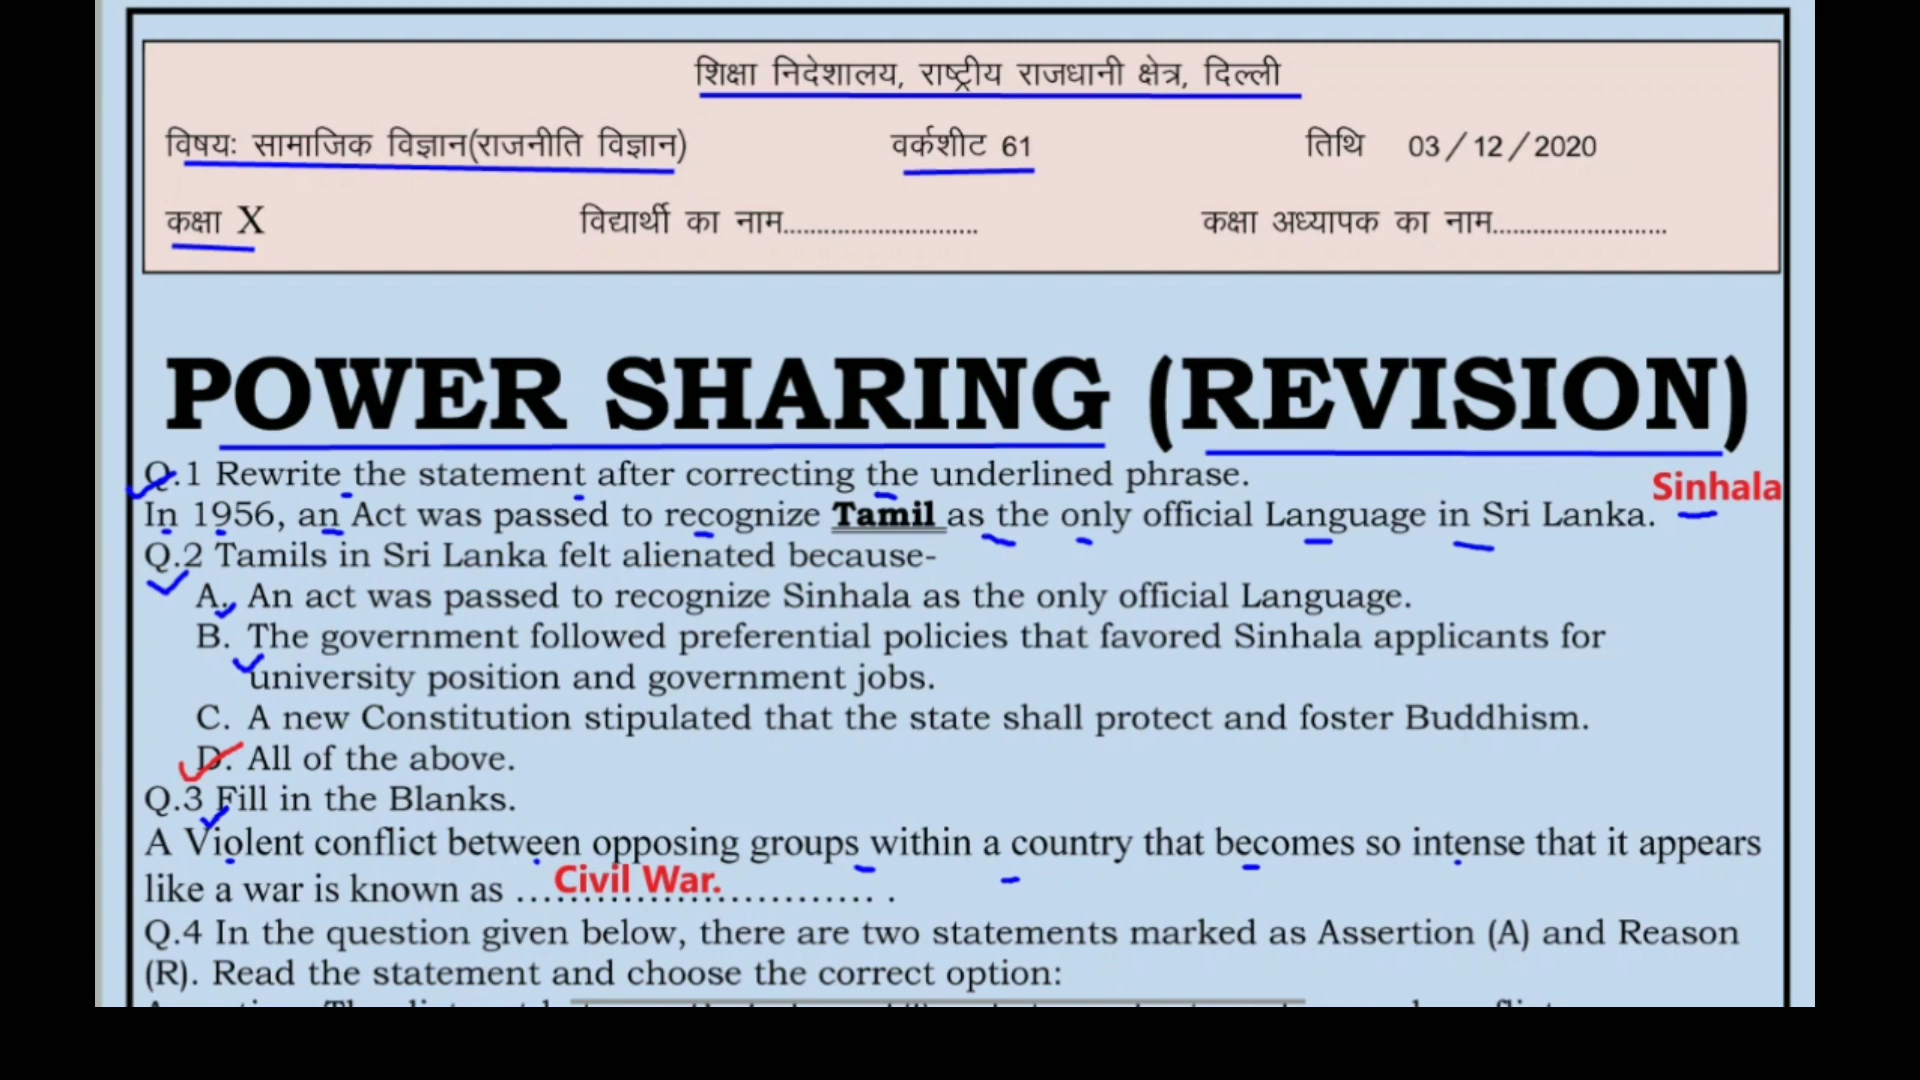 शिक्षा निदेशालय, राष्ट्रीय राजधानी क्षेत्र, दिल्ली
विषयः सामाजिक विज्ञान(राजनीति विज्ञान) वर्कशीट 61 तिथि 03/12/2020
कक्षा X विद्यार्थी का नाम............................. कक्षा अध्यापक का नाम..........................
POWER SHARING (REVISION)
Q.1 Rewrite the statement after correcting the underlined phrase.
Sinhala
In 1956, an Act was passed to recognize Tamil as the only official Language in Sri Lanka.
Q.2 Tamils in Sri Lanka felt alienated because-
A. An act was passed to recognize Sinhala as the only official Language.
B. The government followed preferential policies that favored Sinhala applicants for
university position and government jobs.
C. A new Constitution stipulated that the state shall protect and foster Buddhism.
D. All of the above.
Q.3 Fill in the Blanks.
A Violent conflict between opposing groups within a country that becomes so intense that it appears
like a war is known as ........................... . Civil War.
Q.4 In the question given below, there are two statements marked as Assertion (A) and Reason
(R). Read the statement and choose the correct option: